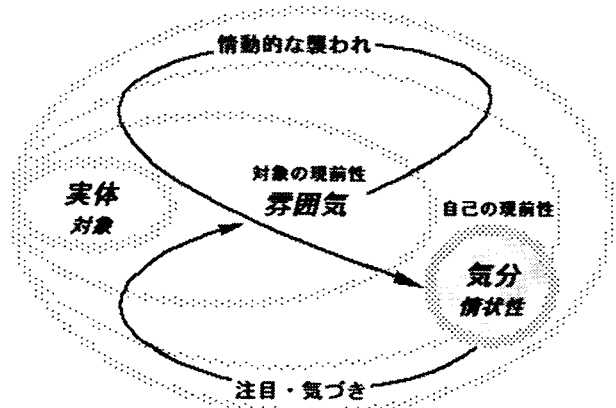 情動的な襲われ
対象の現前性
雰囲気
実体
対象
自己の現前性
気分
情状性
注目・気づき